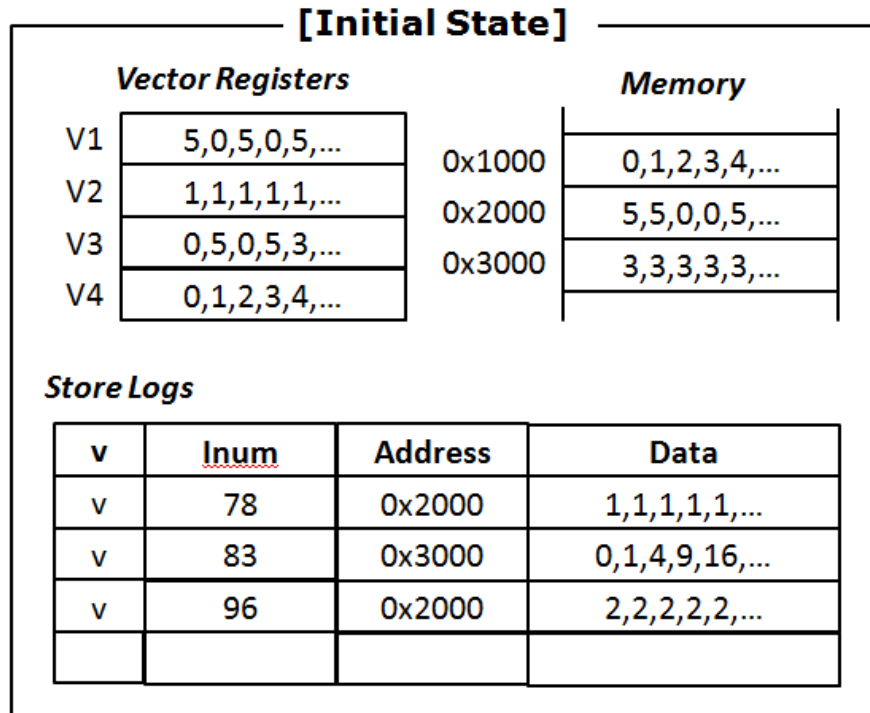 [Initial State]
Vector Registers
Memory
V1 5,0,5,0,5,...
V2 1,1,1,1,1,...
V3 0,5,0,5,3,...
V4 0,1,2,3,4,...
0x1000 0,1,2,3,4,...
0x2000 5,5,0,0,5,...
0x3000 3,3,3,3,3,...
Store Logs
v Inum Address Data
v 78 0x2000 1,1,1,1,1,...
v 83 0x3000 0,1,4,9,16,...
v 96 0x2000 2,2,2,2,2,...